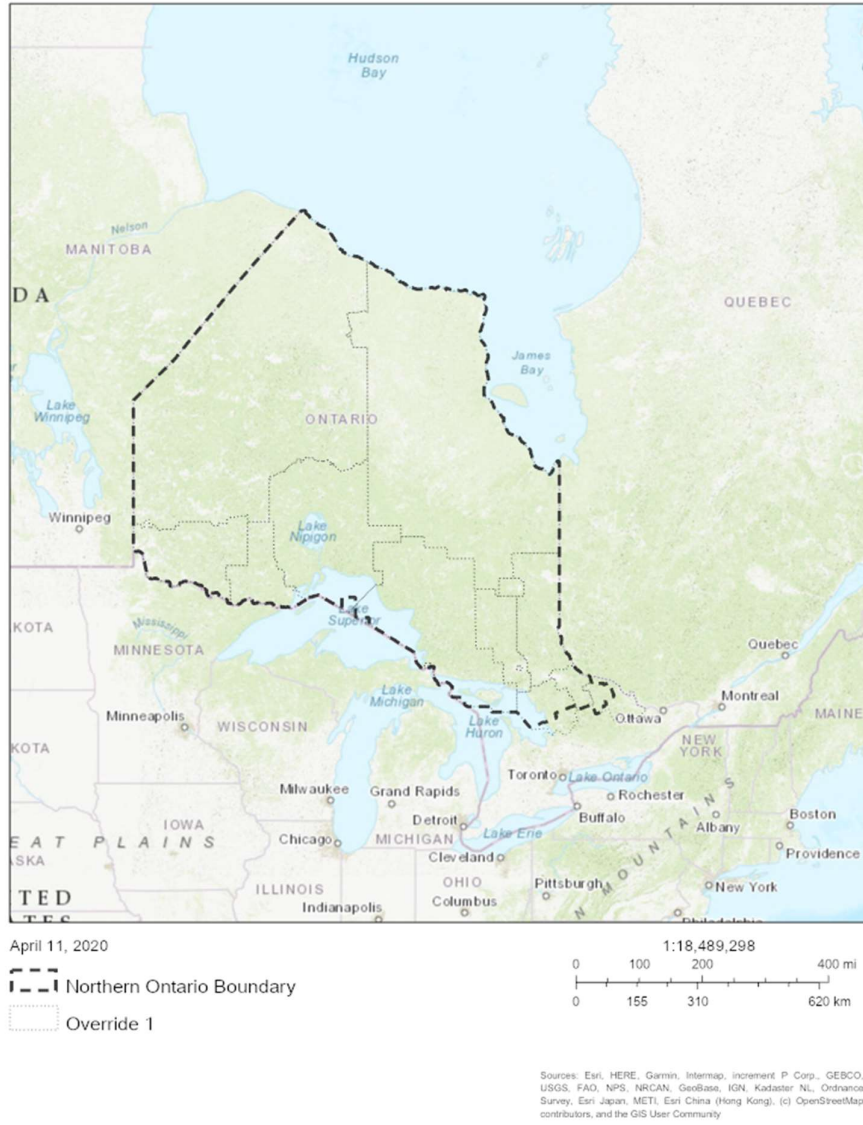 Hudson
Bay
Nelson
MANITOBA
DA
QUEBEC
James
Bay
Lake
Winnipeg
ONTARIO
Winnipeg
Lake
Nipigon
Lake
Superior
KOTA
Mississippi
MINNESOTA
Quebec
Lake
Michigan
Montreal
Minneapolis
WISCONSIN
Lake
Huron
Ottawa
MAINE
NEW
YORK
KOTA
Toronto
Lake Ontario
Milwaukee
Grand Rapids
Rochester
Detroit
Buffalo
Boston
IOWA
Albany
EAT PLAINS
Chicago
MICHIGAN
Lake Erie
Providence
ASKA
Cleveland
ILLINOIS
OHIO
Pittsburgh
N MOUNTAINS
New York
TED
Columbus
Indianapolis
Philadelphia
TES
April 11, 2020
1:18,489,298
0 100 200 400 mi
0 155 310 620 km
Northern Ontario Boundary
Override 1
Sources: Esri, HERE, Garmin, Intermap, increment P Corp., GEBCO,
USGS, FAO, NPS, NRCAN, GeoBase, IGN, Kadaster NL, Ordnance
Survey, Esri Japan, METI, Esri China (Hong Kong), (c) OpenStreetMap
contributors, and the GIS User Community